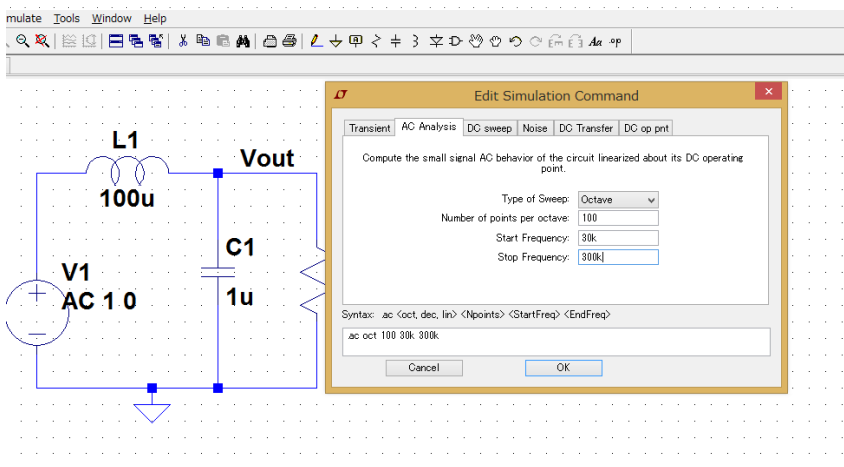 mulate Tools Window Help
Aa .op
Edit Simulation Command
Transient AC Analysis DC sweep Noise DC Transfer DC op pnt
Compute the small signal AC behavior of the circuit linearized about its DC operating
point.
Type of Sweep: Octave
Number of points per octave: 100
Start Frequency: 30k
Stop Frequency: 300k
Syntax: .ac <oct, dec, lin> <Npoints> <StartFreq> <EndFreq>
.ac oct 100 30k 300k
Cancel OK
L1
100u
Vout
C1
1u
V1
AC 1 0